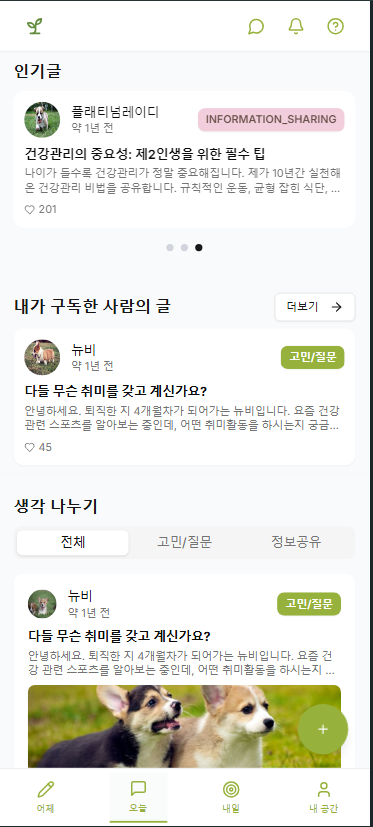 인기글
플래티넘레이디
약 1년 전
INFORMATION_SHARING
건강관리의 중요성: 제2인생을 위한 필수 팁
나이가 들수록 건강관리가 정말 중요해집니다. 제가 10년간 실천해
온 건강관리 비법을 공유합니다. 규칙적인 운동, 균형 잡힌 식단, ...
201
내가 구독한 사람의 글
더보기
뉴비
약 1년 전
고민/질문
다들 무슨 취미를 갖고 계신가요?
안녕하세요. 퇴직한 지 4개월차가 되어가는 뉴비입니다. 요즘 건강
관련 스포츠를 알아보는 중인데, 어떤 취미활동을 하시는지 궁금...
45
생각 나누기
전체
고민/질문
정보공유
뉴비
약 1년 전
고민/질문
다들 무슨 취미를 갖고 계신가요?
안녕하세요. 퇴직한 지 4개월차가 되어가는 뉴비입니다. 요즘 건
강 관련 스포츠를 알아보는 중인데, 어떤 취미활동을 하시는지 ...
어제
오늘
내일
내 공간